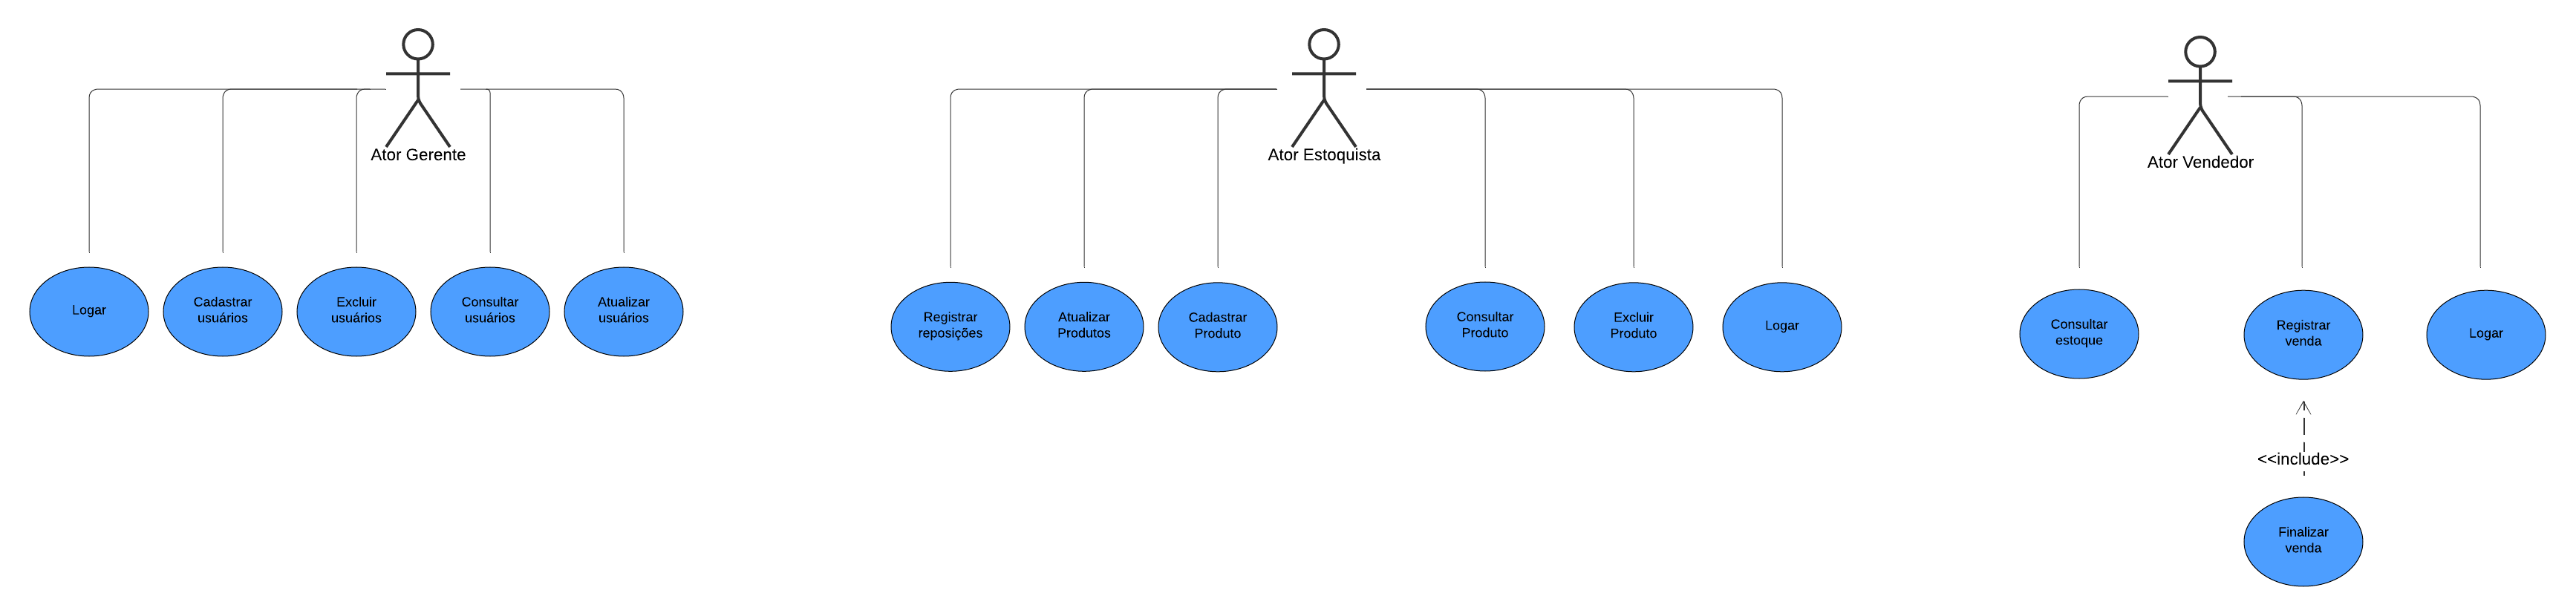 Ator Gerente
Logar
Cadastrar
usuários
Excluir
usuários
Consultar
usuários
Atualizar
usuários
Ator Estoquista
Registrar
reposições
Atualizar
Produtos
Cadastrar
Produto
Consultar
Produto
Excluir
Produto
Logar
Ator Vendedor
Consultar
estoque
Registrar
venda
Logar
<<include>>
Finalizar
venda